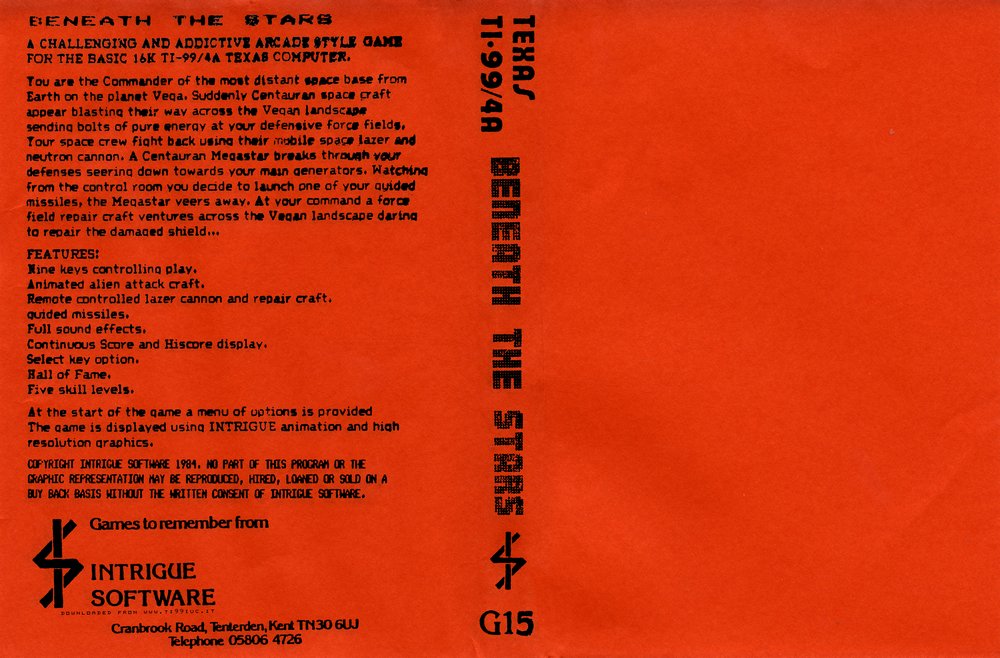 BENEATH THE STARS
A CHALLENGING AND ADDICTIVE ARCADE STYLE GAME
FOR THE BASIC 16K TI-99/4A TEXAS COMPUTER.
You are the Commander of the most distant space base from
Earth on the planet Vega. Suddenly Centauran space craft
appear blasting their way across the Vegan landscape
sending bolts of pure energy at your defensive force fields.
Your space crew fight back using their mobile space lazer and
neutron cannon. A Centauran Megastar breaks through your
defenses seering down towards your main generators. Watching
from the control room you decide to launch one of your guided
missiles, the Megastar veers away. At your command a force
field repair craft ventures across the Vegan landscape daring
to repair the damaged shield...
FEATURES:
Nine keys controlling play.
Animated alien attack craft.
Remote controlled lazer cannon and repair craft.
guided missiles.
Full sound effects.
Continuous Score and Hiscore display.
Select key option.
Hall of Fame.
Five skill levels.
At the start of the game a menu of options is provided
The game is displayed using INTRIGUE animation and high
resolution graphics.
COPYRIGHT INTRIGUE SOFTWARE 1984. NO PART OF THIS PROGRAM OR THE
GRAPHIC REPRESENTATION MAY BE REPRODUCED, HIRED, LOANED OR SOLD ON A
BUY BACK BASIS WITHOUT THE WRITTEN CONSENT OF INTRIGUE SOFTWARE.
Games to remember from
INTRIGUE
SOFTWARE
DOWNLOADED FROM WWW.TI99IUC.IT
Cranbrook Road, Tenterden, Kent TN30 6UJ
Telephone 05806 4726
TEXAS
TI-99/4A
BENEATH THE STARS
G15